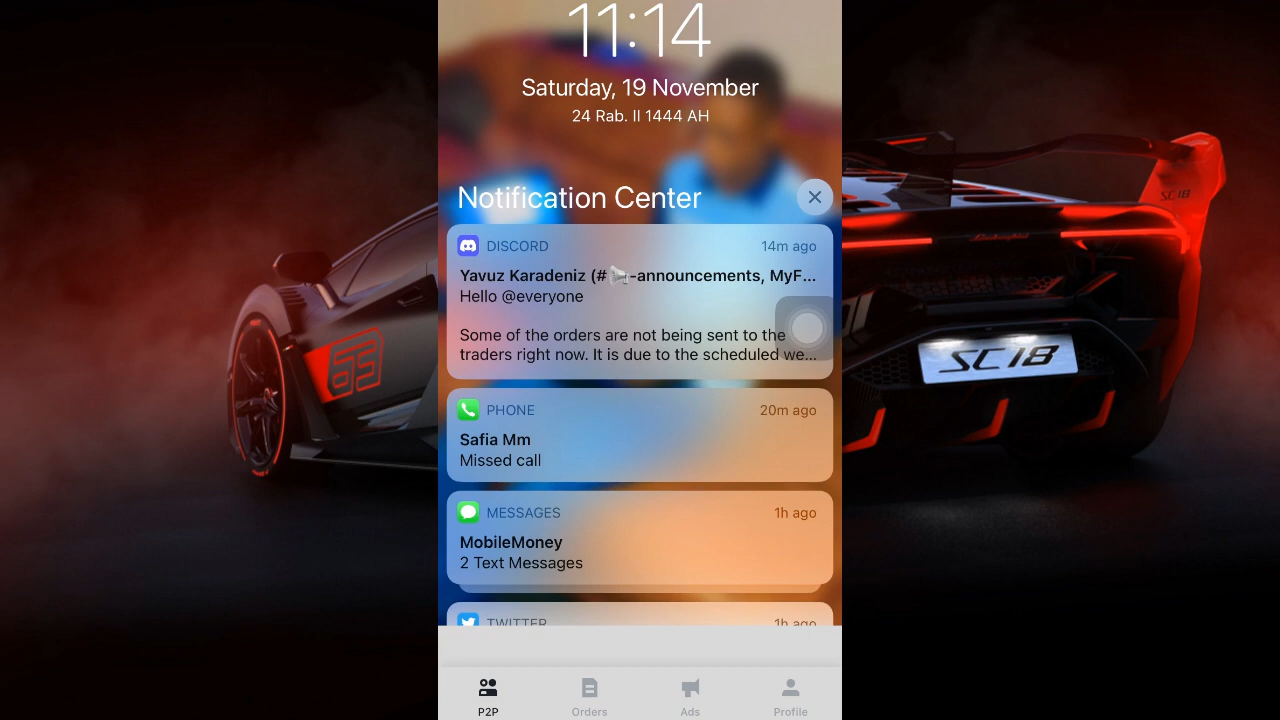 11:14
Saturday, 19 November
24 Rab. II 1444 AH
Notification Center
DISCORD 14m ago
Yavuz Karadeniz (#📢-announcements, MyF...
Hello @everyone
Some of the orders are not being sent to the
traders right now. It is due to the scheduled we...
PHONE 20m ago
Safia Mm
Missed call
MESSAGES 1h ago
MobileMoney
2 Text Messages
TWITTER 1h ago
P2P Orders Ads Profile
63
SC18
SC18